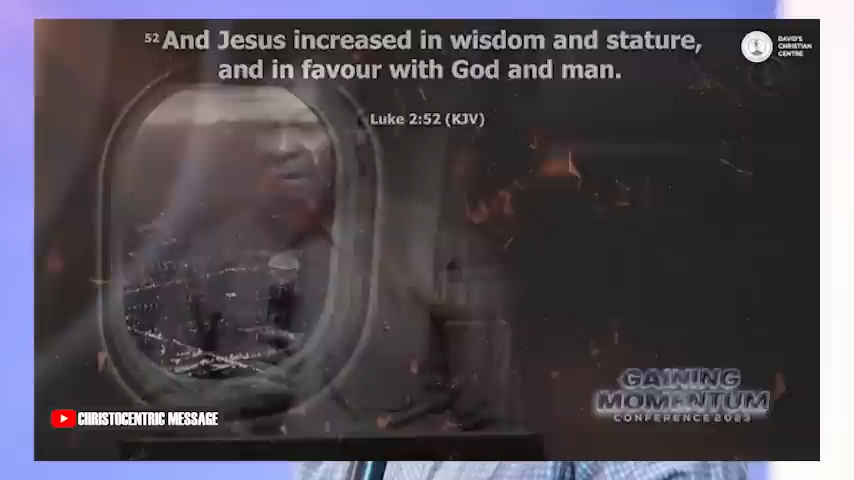 52 And Jesus increased in wisdom and stature,
and in favour with God and man.
Luke 2:52 (KJV)
DAVID'S
CHRISTIAN
CENTRE
GAINING
MOMENTUM
CONFERENCE 2023
CHRISTOCENTRIC MESSAGE